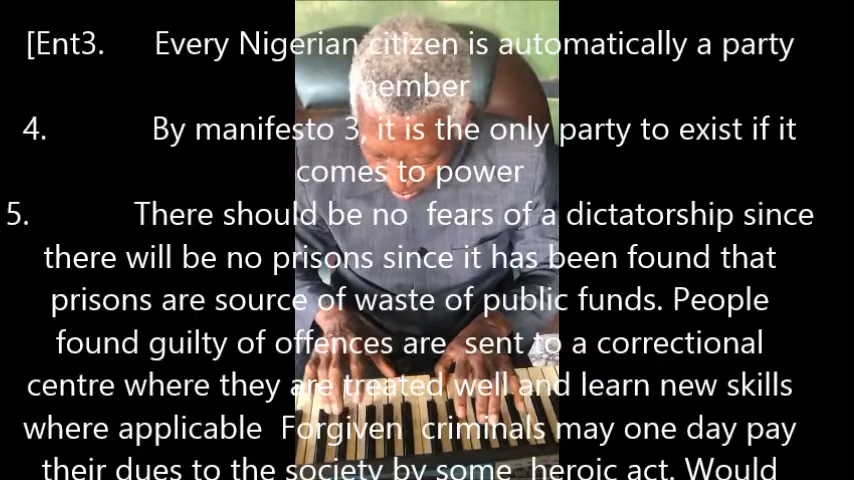 [Ent3. Every Nigerian citizen is automatically a party
member
4. By manifesto 3, it is the only party to exist if it
comes to power
5. There should be no fears of a dictatorship since
there will be no prisons since it has been found that
prisons are source of waste of public funds. People
found guilty of offences are sent to a correctional
centre where they are treated well and learn new skills
where applicable Forgiven criminals may one day pay
their dues to the society by some heroic act. Would